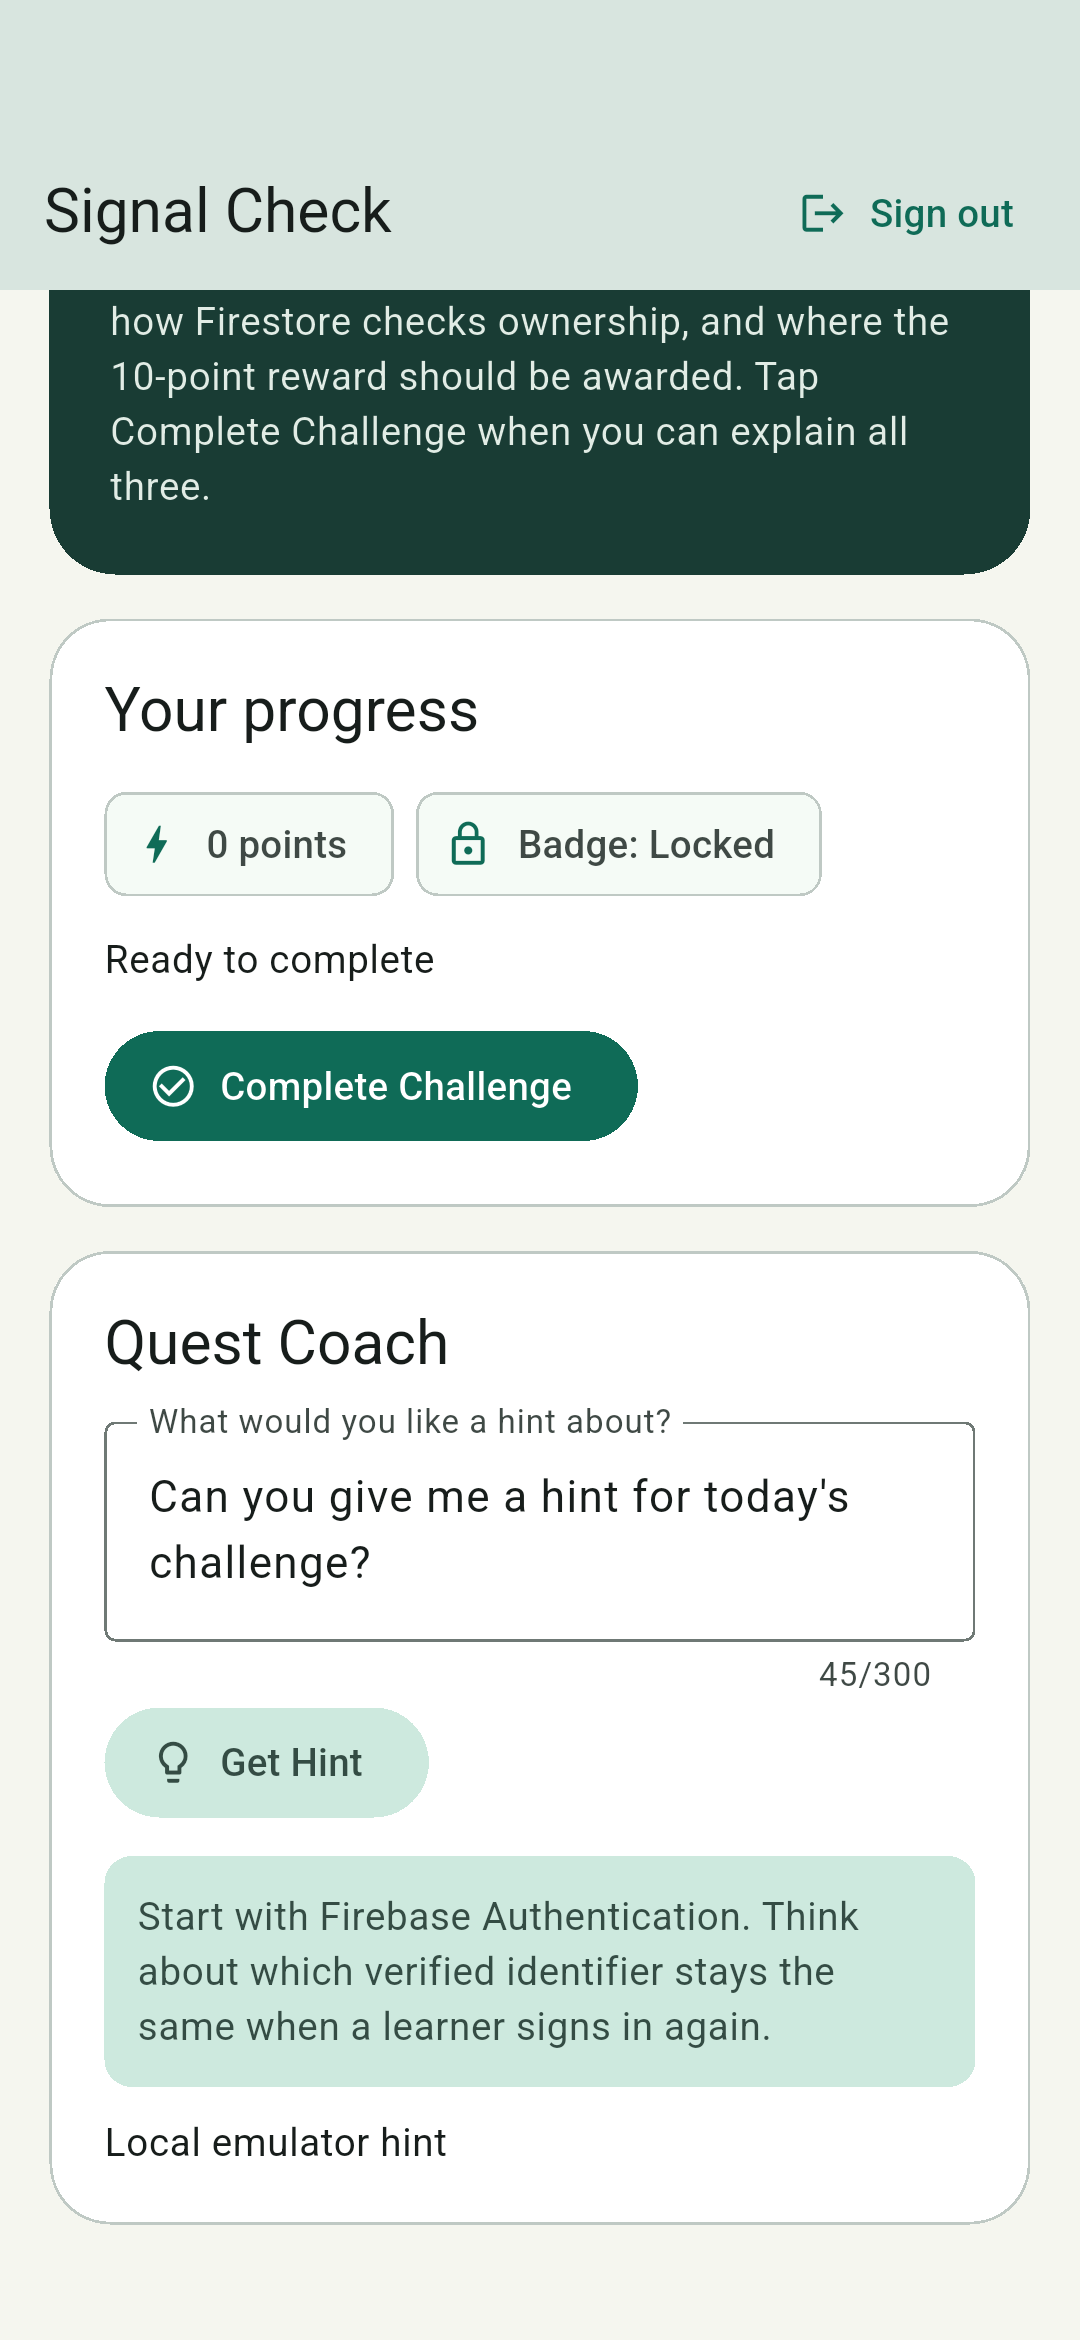 Signal Check
Sign out
how Firestore checks ownership, and where the
10-point reward should be awarded. Tap
Complete Challenge when you can explain all
three.
Your progress
0 points
Badge: Locked
Ready to complete
Complete Challenge
Quest Coach
What would you like a hint about?
Can you give me a hint for today's
challenge?
45/300
Get Hint
Start with Firebase Authentication. Think
about which verified identifier stays the
same when a learner signs in again.
Local emulator hint